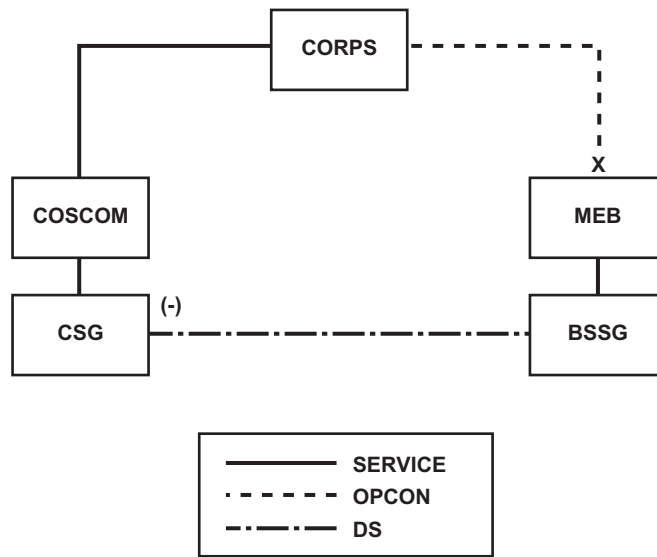 CORPS
X
COSCOM
MEB
(-)
CSG
BSSG
SERVICE
OPCON
DS